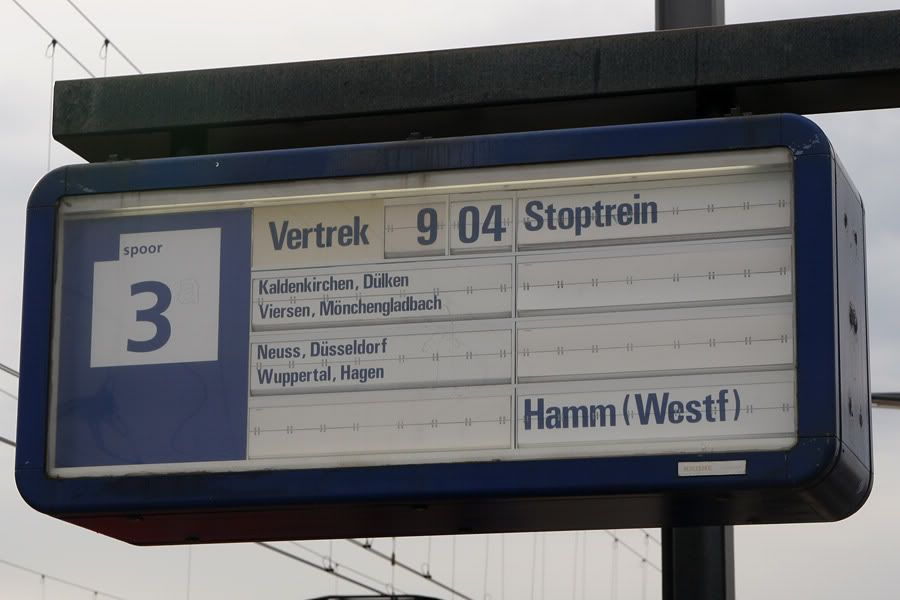 spoor
3
Vertrek 9 04 Stoptrein
Kaldenkirchen, Dülken
Viersen, Mönchengladbach
Neuss, Düsseldorf
Wuppertal, Hagen
Hamm (Westf)